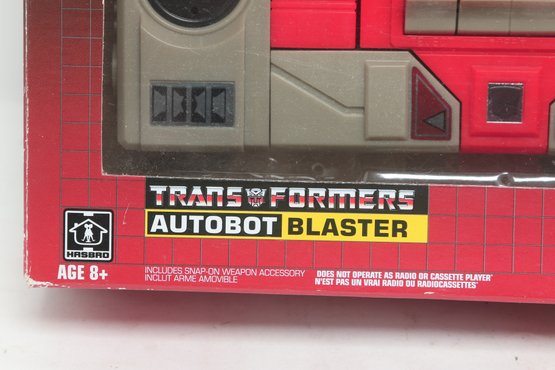 TRANSFORMERS
AUTOBOT BLASTER
HASBRO
AGE 8+
INCLUDES SNAP-ON WEAPON ACCESSORY
INCLUT ARME AMOVIBLE
DOES NOT OPERATE AS RADIO OR CASSETTE PLAYER
N'EST PAS UN VRAI RADIO OU RADIOCASSETTES